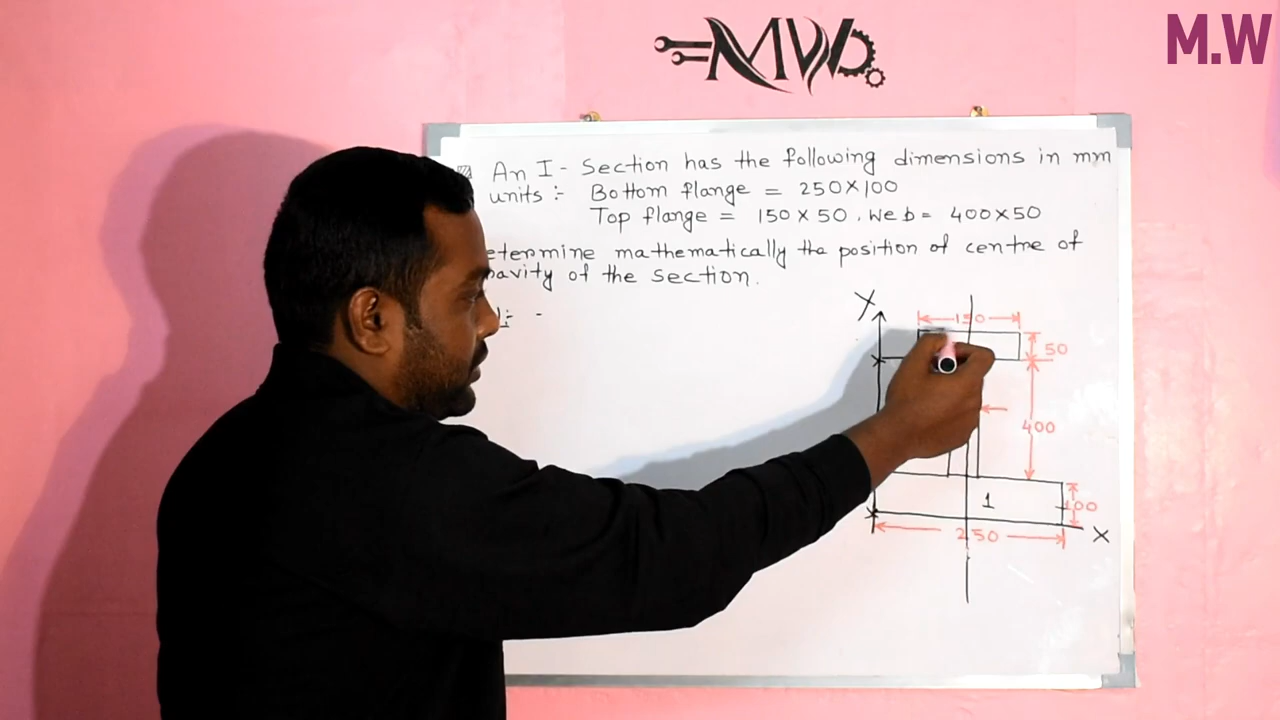 M.W
MW
An I- Section has the following dimensions in mm
units :- Bottom flange = 250×100
Top flange = 150×50, Web = 400×50
etermine mathematically the position of centre of
avity of the section.
Y
150
50
400
1
100
250
X